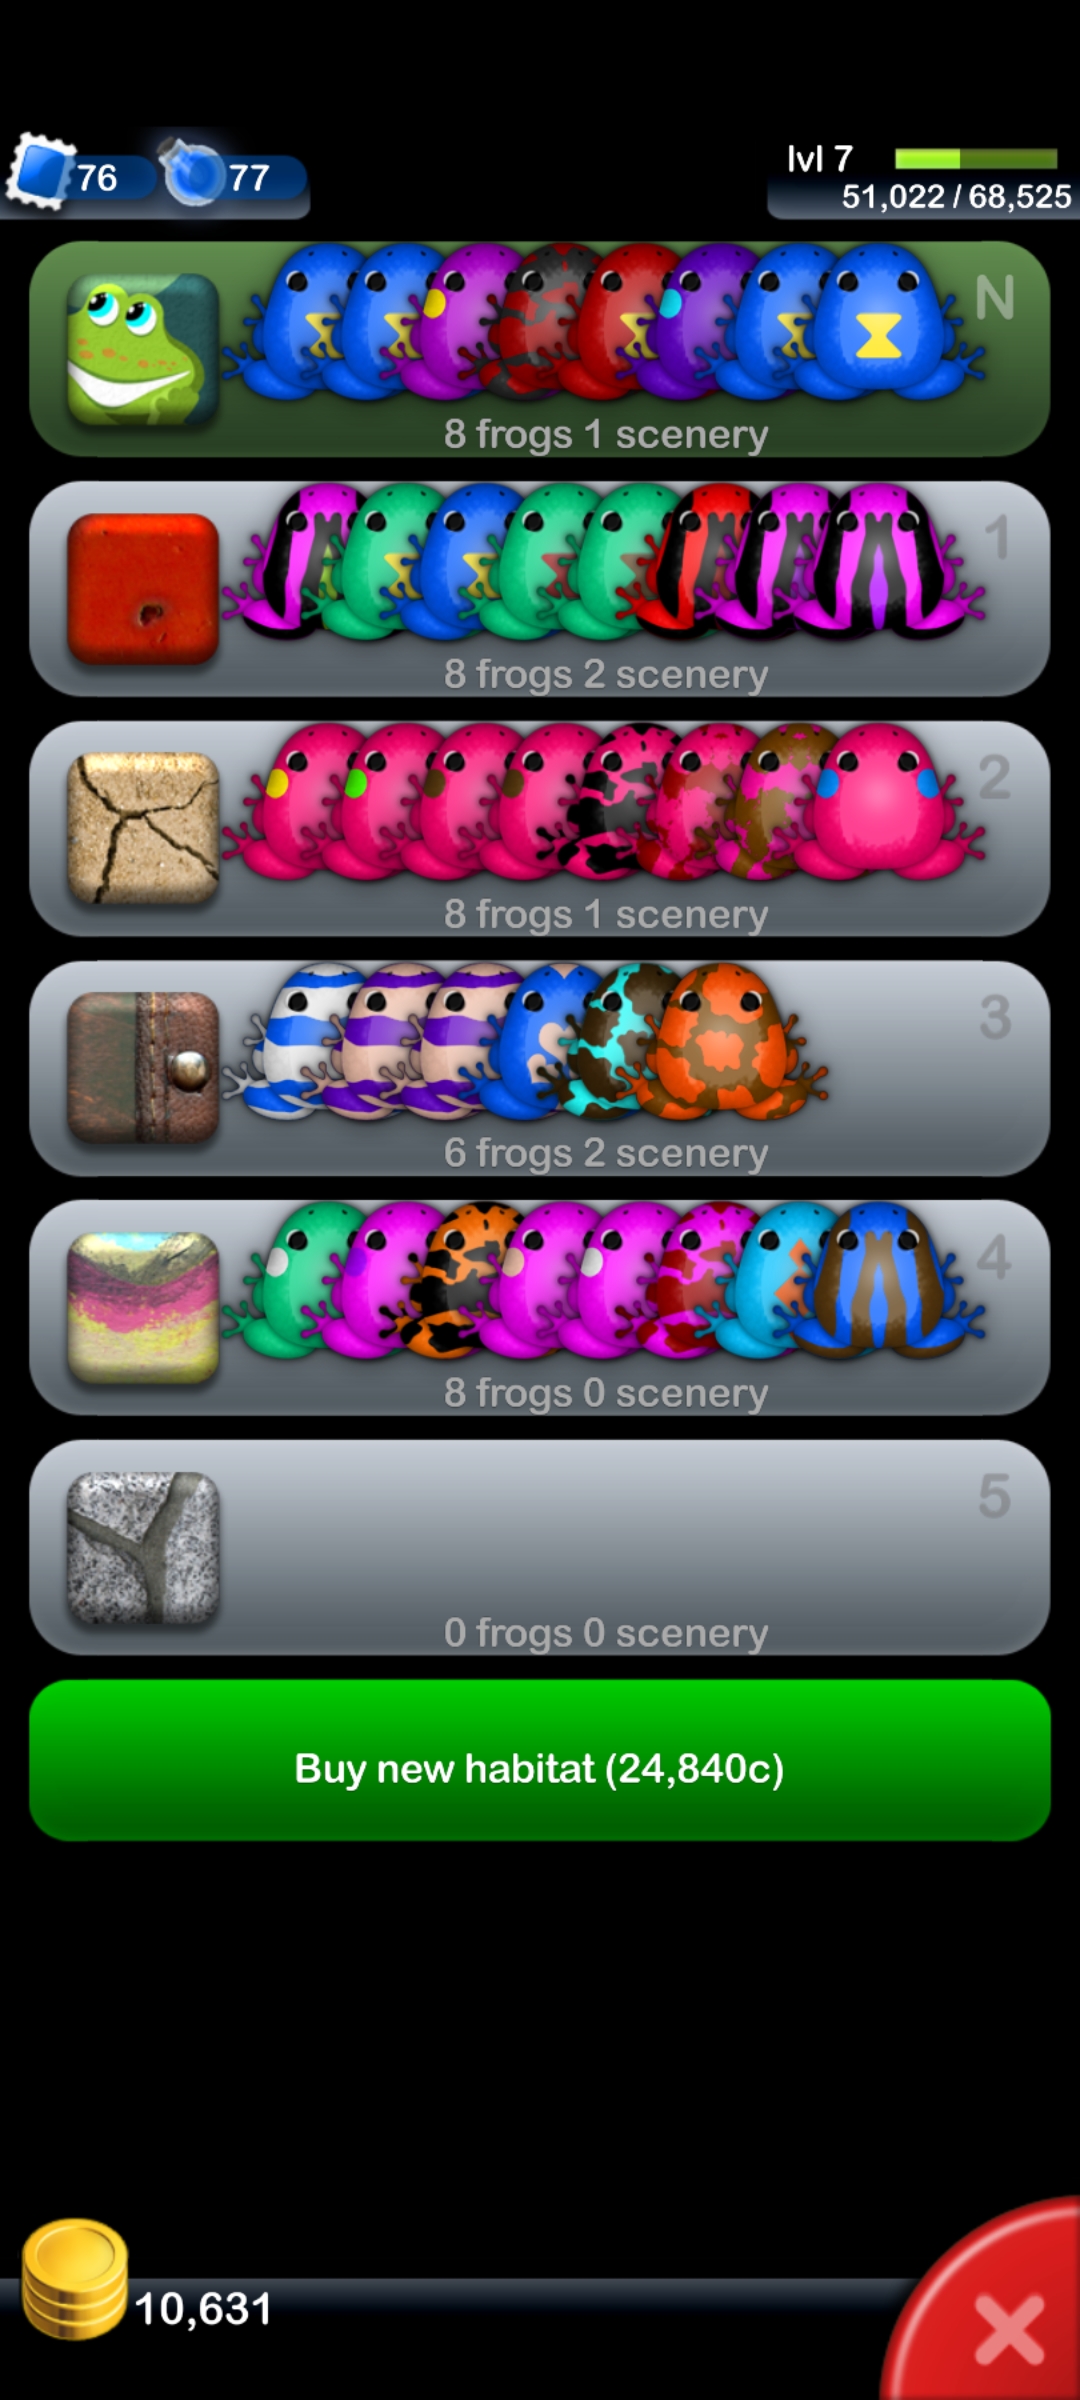 76
77
lvl 7
51,022 / 68,525
N
8 frogs 1 scenery
1
8 frogs 2 scenery
2
8 frogs 1 scenery
3
6 frogs 2 scenery
4
8 frogs 0 scenery
5
0 frogs 0 scenery
Buy new habitat (24,840c)
10,631